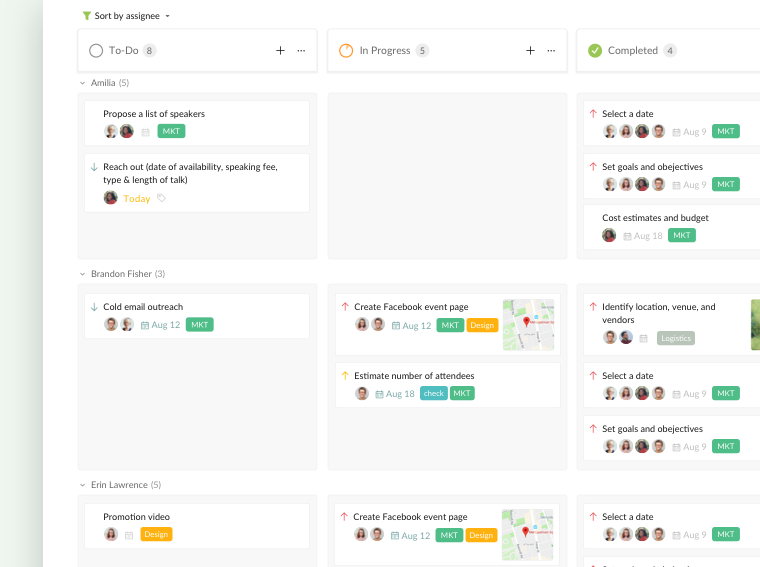 Sort by assignee
To-Do 8
In Progress 5
Completed 4
Amilia (5)
Propose a list of speakers
MKT
Reach out (date of availability, speaking fee,
type & length of talk)
Today
Select a date
Aug 9 MKT
Set goals and obejectives
Aug 9 MKT
Cost estimates and budget
Aug 18 MKT
Brandon Fisher (3)
Cold email outreach
Aug 12 MKT
Create Facebook event page
Aug 12 MKT Design
Estimate number of attendees
Aug 18 check MKT
Identify location, venue, and
vendors
Logistics
Select a date
Aug 9 MKT
Set goals and obejectives
Aug 9 MKT
Erin Lawrence (5)
Promotion video
Design
Create Facebook event page
Aug 12 MKT Design
Select a date
Aug 9 MKT